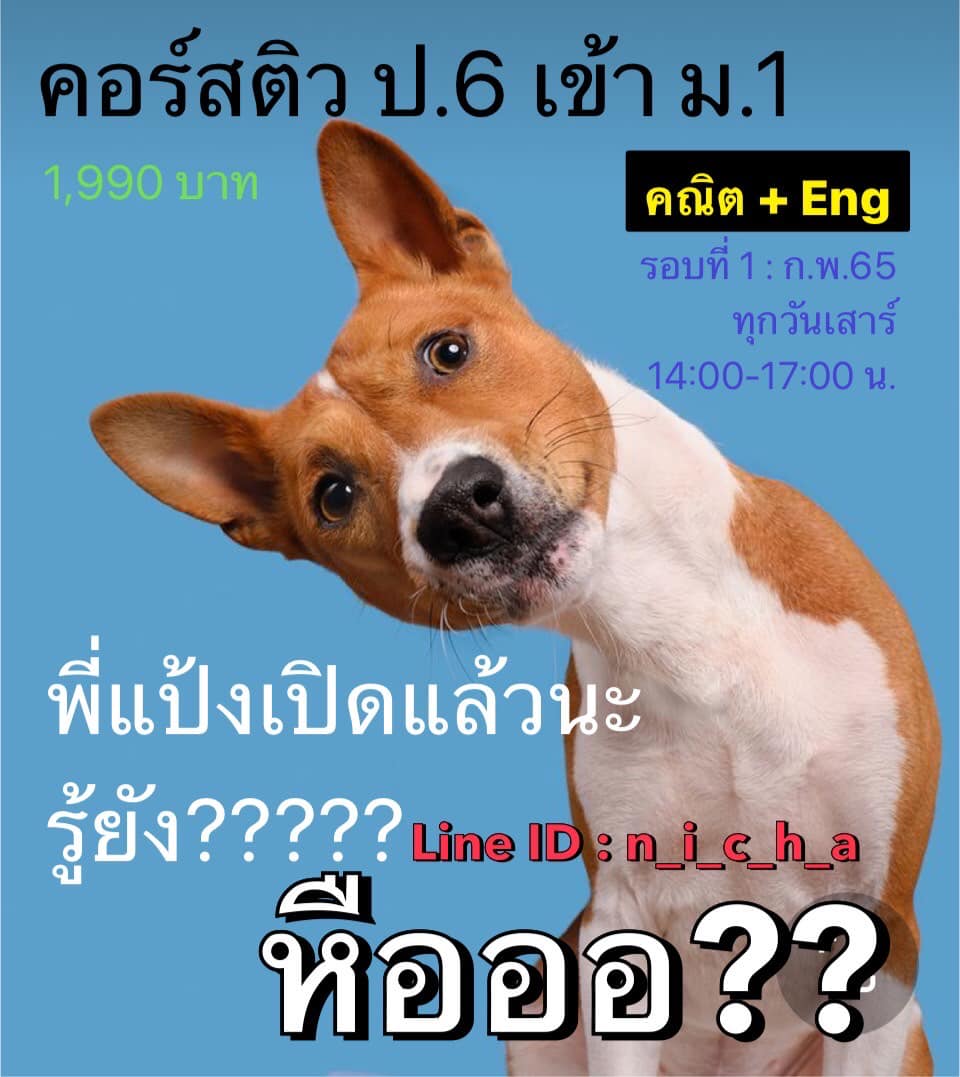 คอร์สติว ป.6 เข้า ม.1
1,990 บาท
คณิต + Eng
รอบที่ 1 : ก.พ.65
ทุกวันเสาร์
14:00-17:00 น.
พี่แป้งเปิดแล้วนะ
รู้ยัง?????
Line ID : n_i_c_h_a
หืออออ??